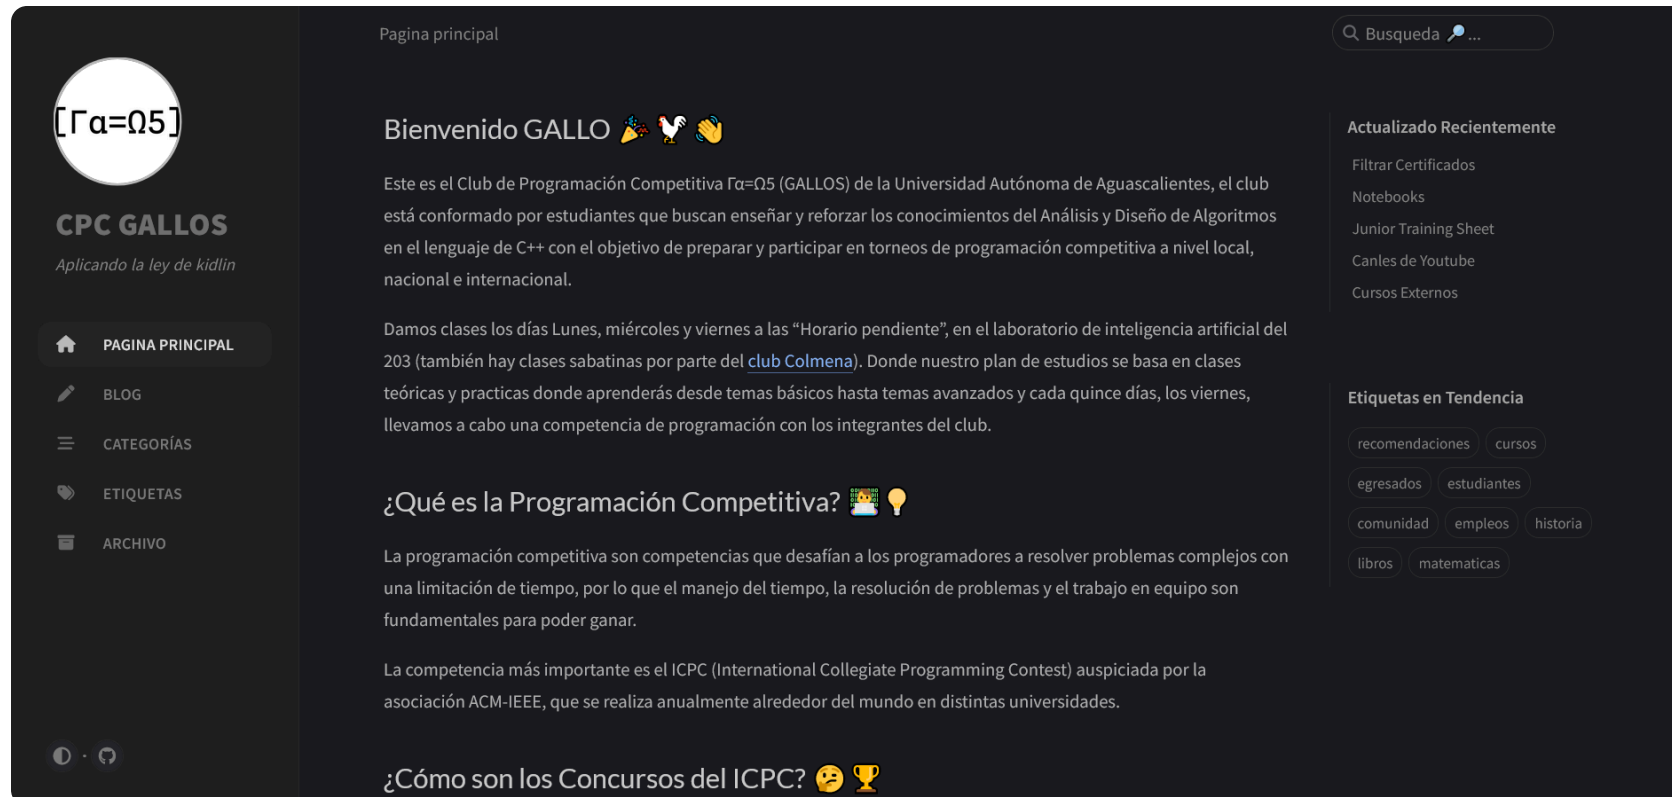 [Γα=Ω5]
CPC GALLOS
Aplicando la ley de kidlin
PAGINA PRINCIPAL
BLOG
CATEGORÍAS
ETIQUETAS
ARCHIVO
Pagina principal
Busqueda 🔎 ...
Bienvenido GALLO 🎉 🐓 👋
Este es el Club de Programación Competitiva Γα=Ω5 (GALLOS) de la Universidad Autónoma de Aguascalientes, el club
está conformado por estudiantes que buscan enseñar y reforzar los conocimientos del Análisis y Diseño de Algoritmos
en el lenguaje de C++ con el objetivo de preparar y participar en torneos de programación competitiva a nivel local,
nacional e internacional.
Damos clases los días Lunes, miércoles y viernes a las “Horario pendiente”, en el laboratorio de inteligencia artificial del
203 (también hay clases sabatinas por parte del club Colmena). Donde nuestro plan de estudios se basa en clases
teóricas y practicas donde aprenderás desde temas básicos hasta temas avanzados y cada quince días, los viernes,
llevamos a cabo una competencia de programación con los integrantes del club.
¿Qué es la Programación Competitiva? 👨‍💻💡
La programación competitiva son competencias que desafían a los programadores a resolver problemas complejos con
una limitación de tiempo, por lo que el manejo del tiempo, la resolución de problemas y el trabajo en equipo son
fundamentales para poder ganar.
La competencia más importante es el ICPC (International Collegiate Programming Contest) auspiciada por la
asociación ACM-IEEE, que se realiza anualmente alrededor del mundo en distintas universidades.
¿Cómo son los Concursos del ICPC? 🤔 🏆
Actualizado Recientemente
Filtrar Certificados
Notebooks
Junior Training Sheet
Canles de Youtube
Cursos Externos
Etiquetas en Tendencia
recomendaciones cursos
egresados estudiantes
comunidad empleos historia
libros matematicas